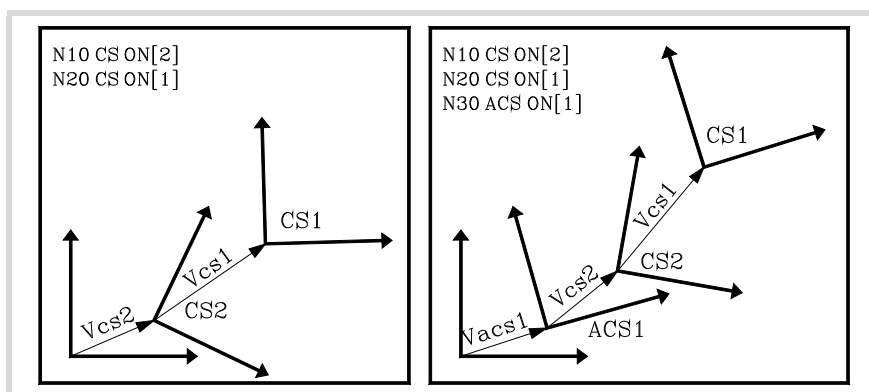 N10 CS ON[2]
N20 CS ON[1]
CS1
Vcs1
CS2
Vcs2
N10 CS ON[2]
N20 CS ON[1]
N30 ACS ON[1]
CS1
Vcs1
CS2
Vcs2
Vacs1
ACS1